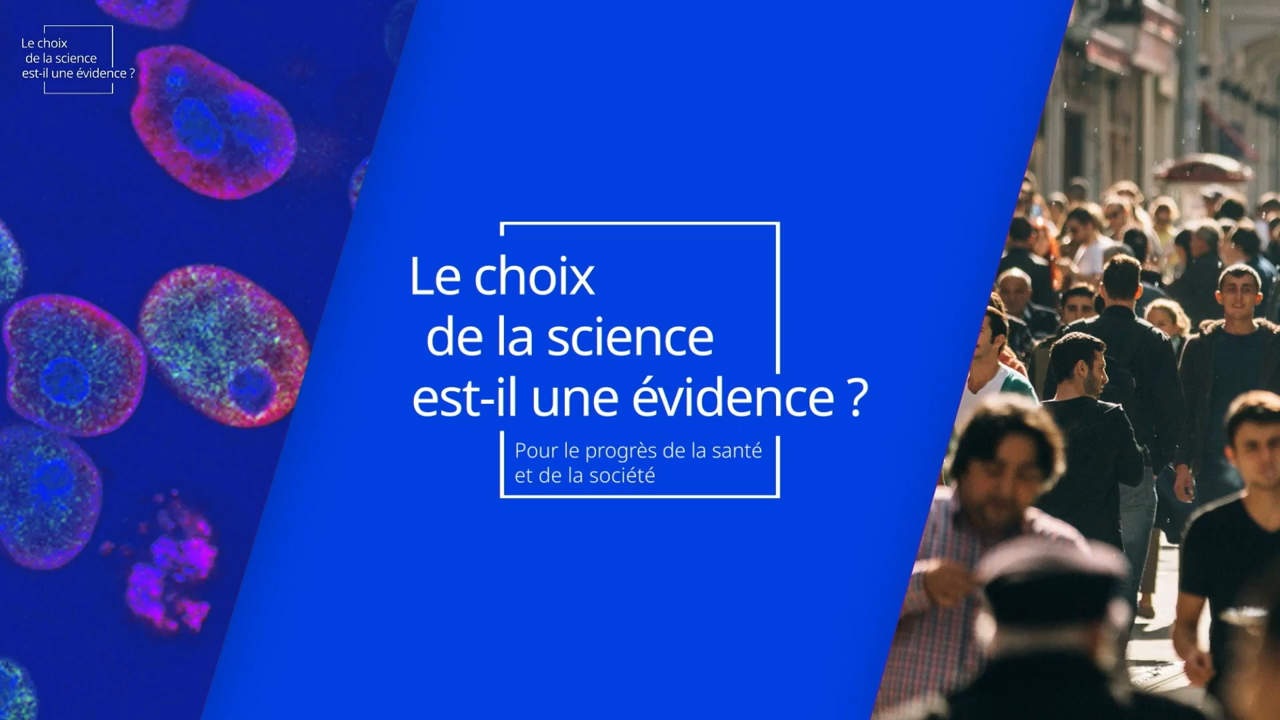 Le choix
de la science
est-il une évidence ?
Le choix
de la science
est-il une évidence ?
Pour le progrès de la santé
et de la société